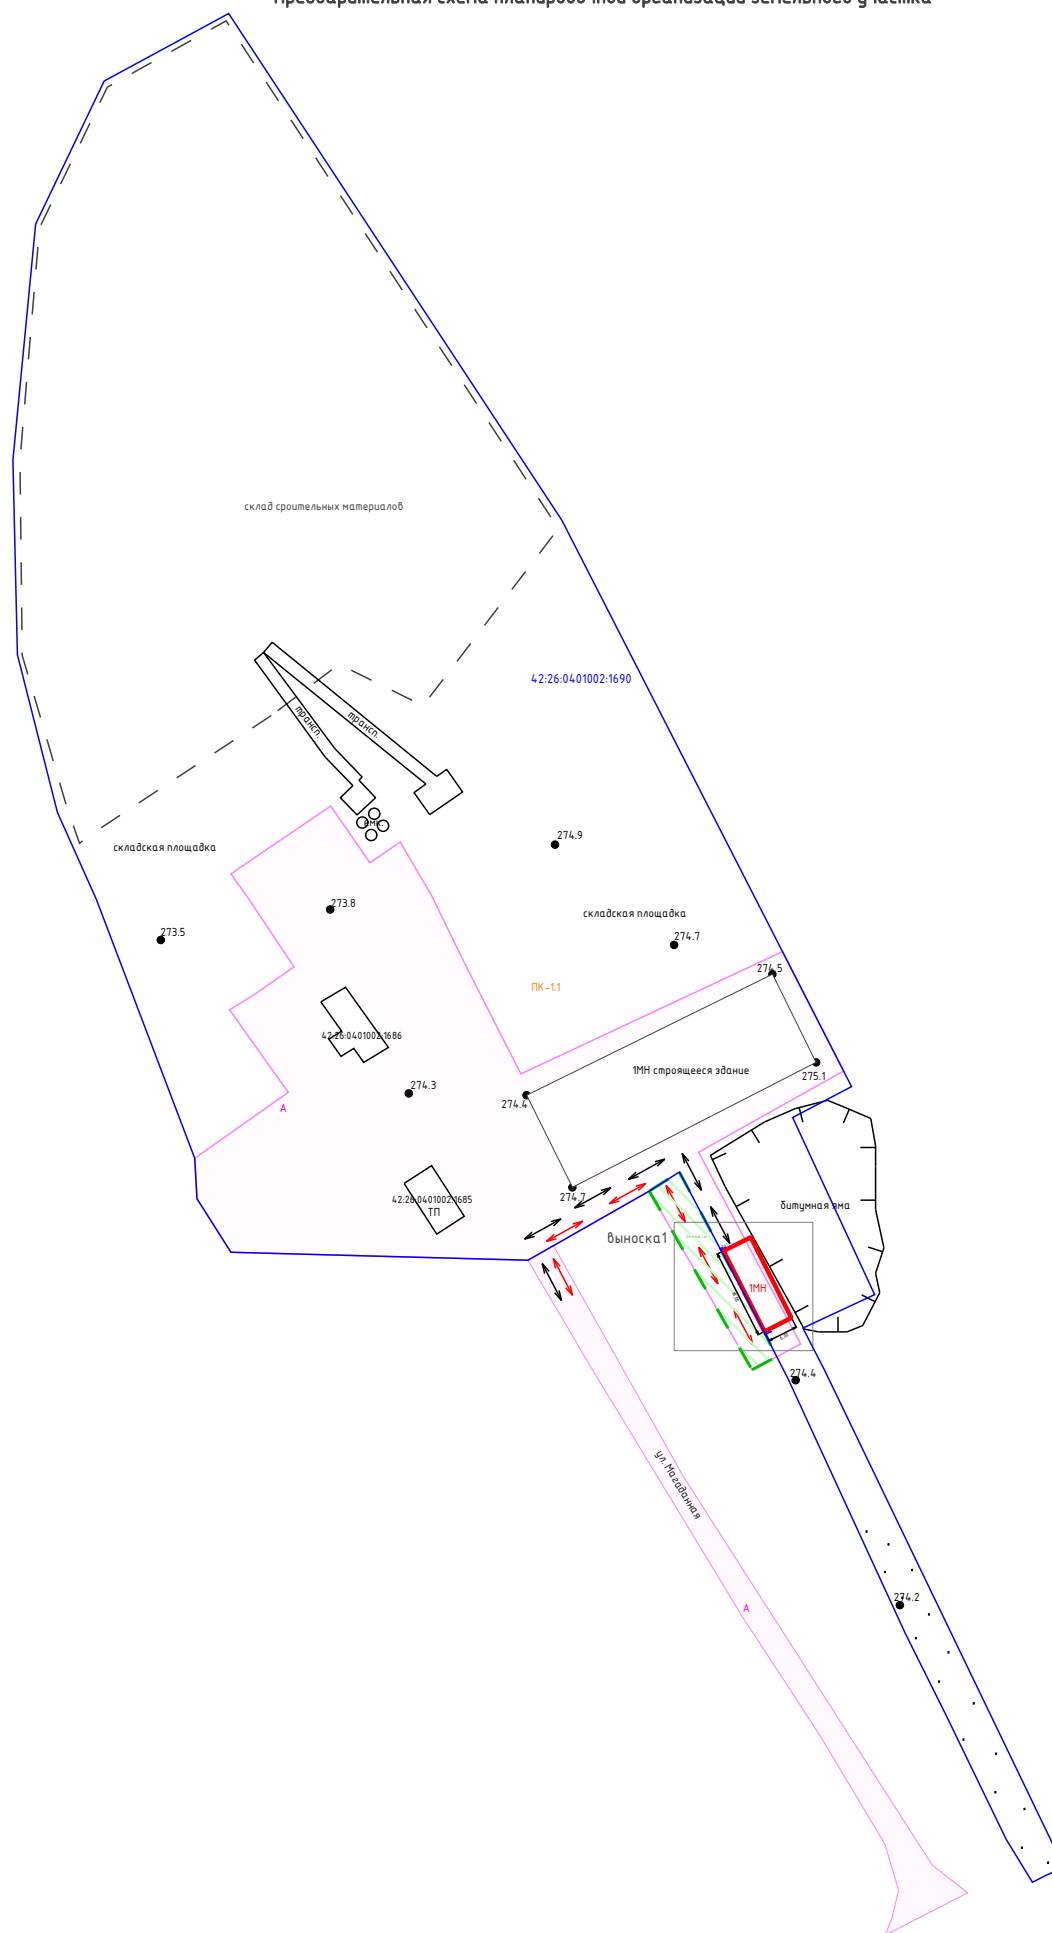 склад сроительных материалов
42:26:0401002:1690
трансп.
трансп.
емк.
274.9
складская площадка
273.8
складская площадка
273.5
274.7
274.5
ПК-1.1
42:26:0401002:1686
1МН строящееся здание
275.1
274.3
274.4
А
битумная яма
42:26:0401002:1685
ТП
274.7
выноска1
1МН
274.4
ул. Магаданная
274.2
А